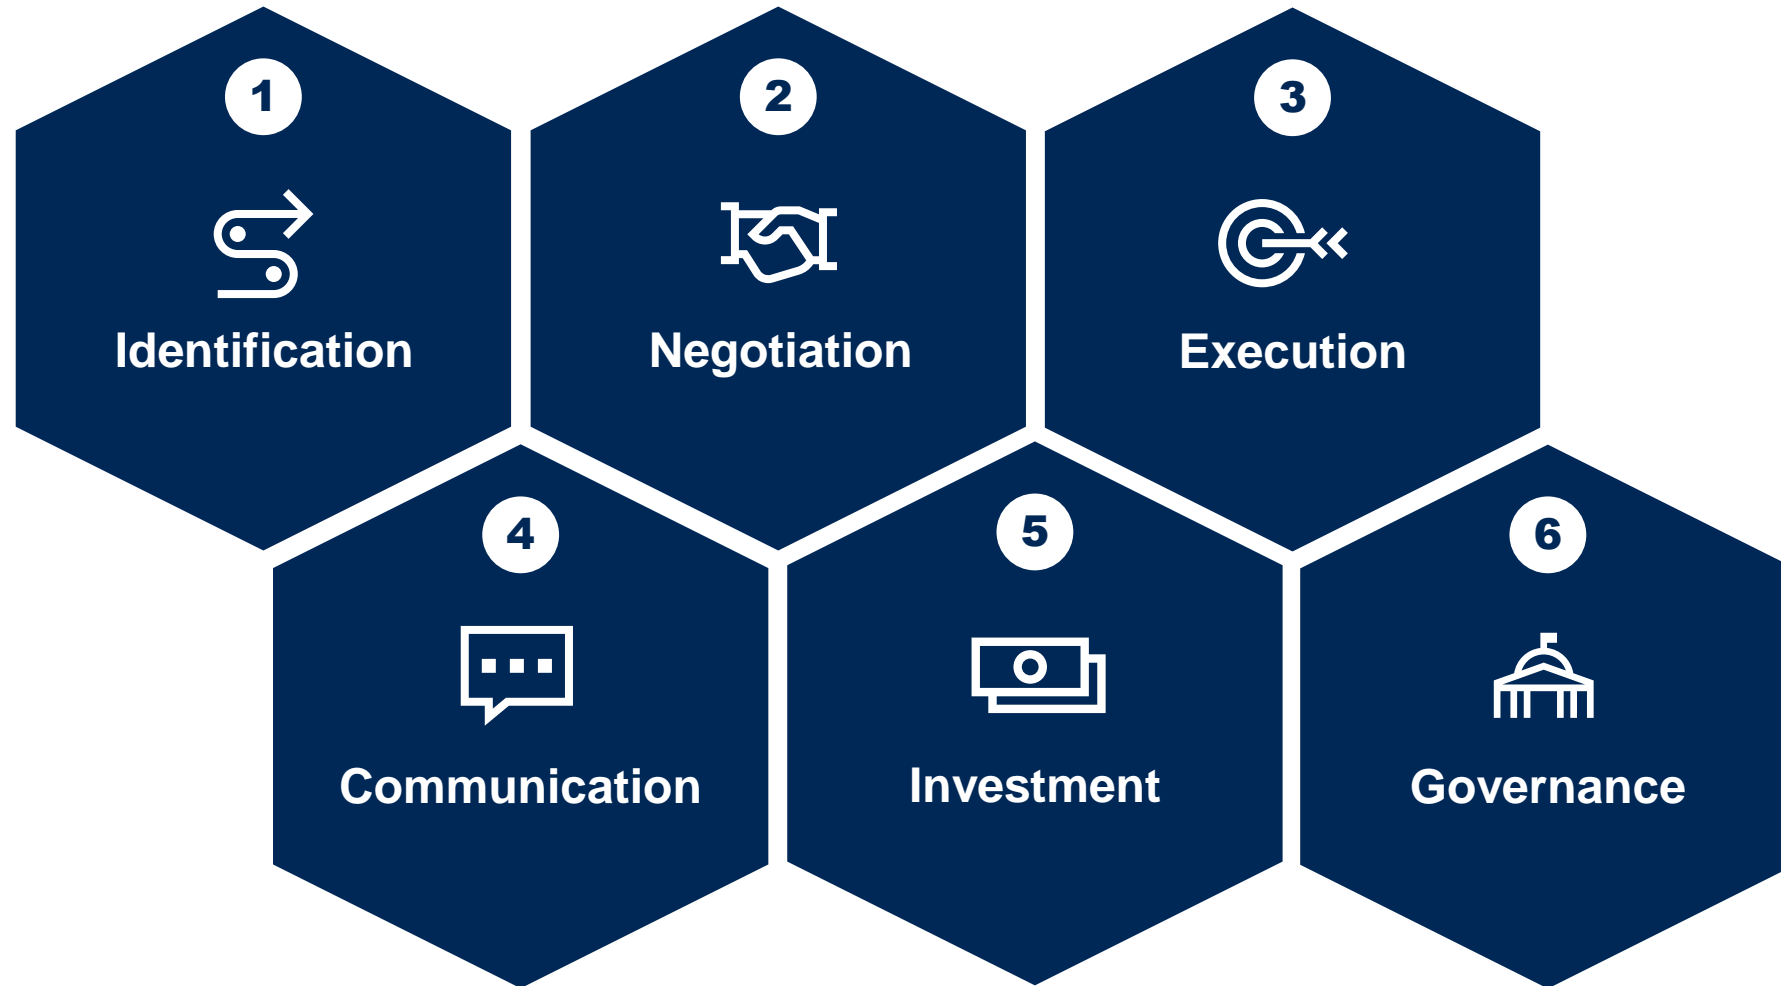 1
Identification
2
Negotiation
3
Execution
4
Communication
5
Investment
6
Governance